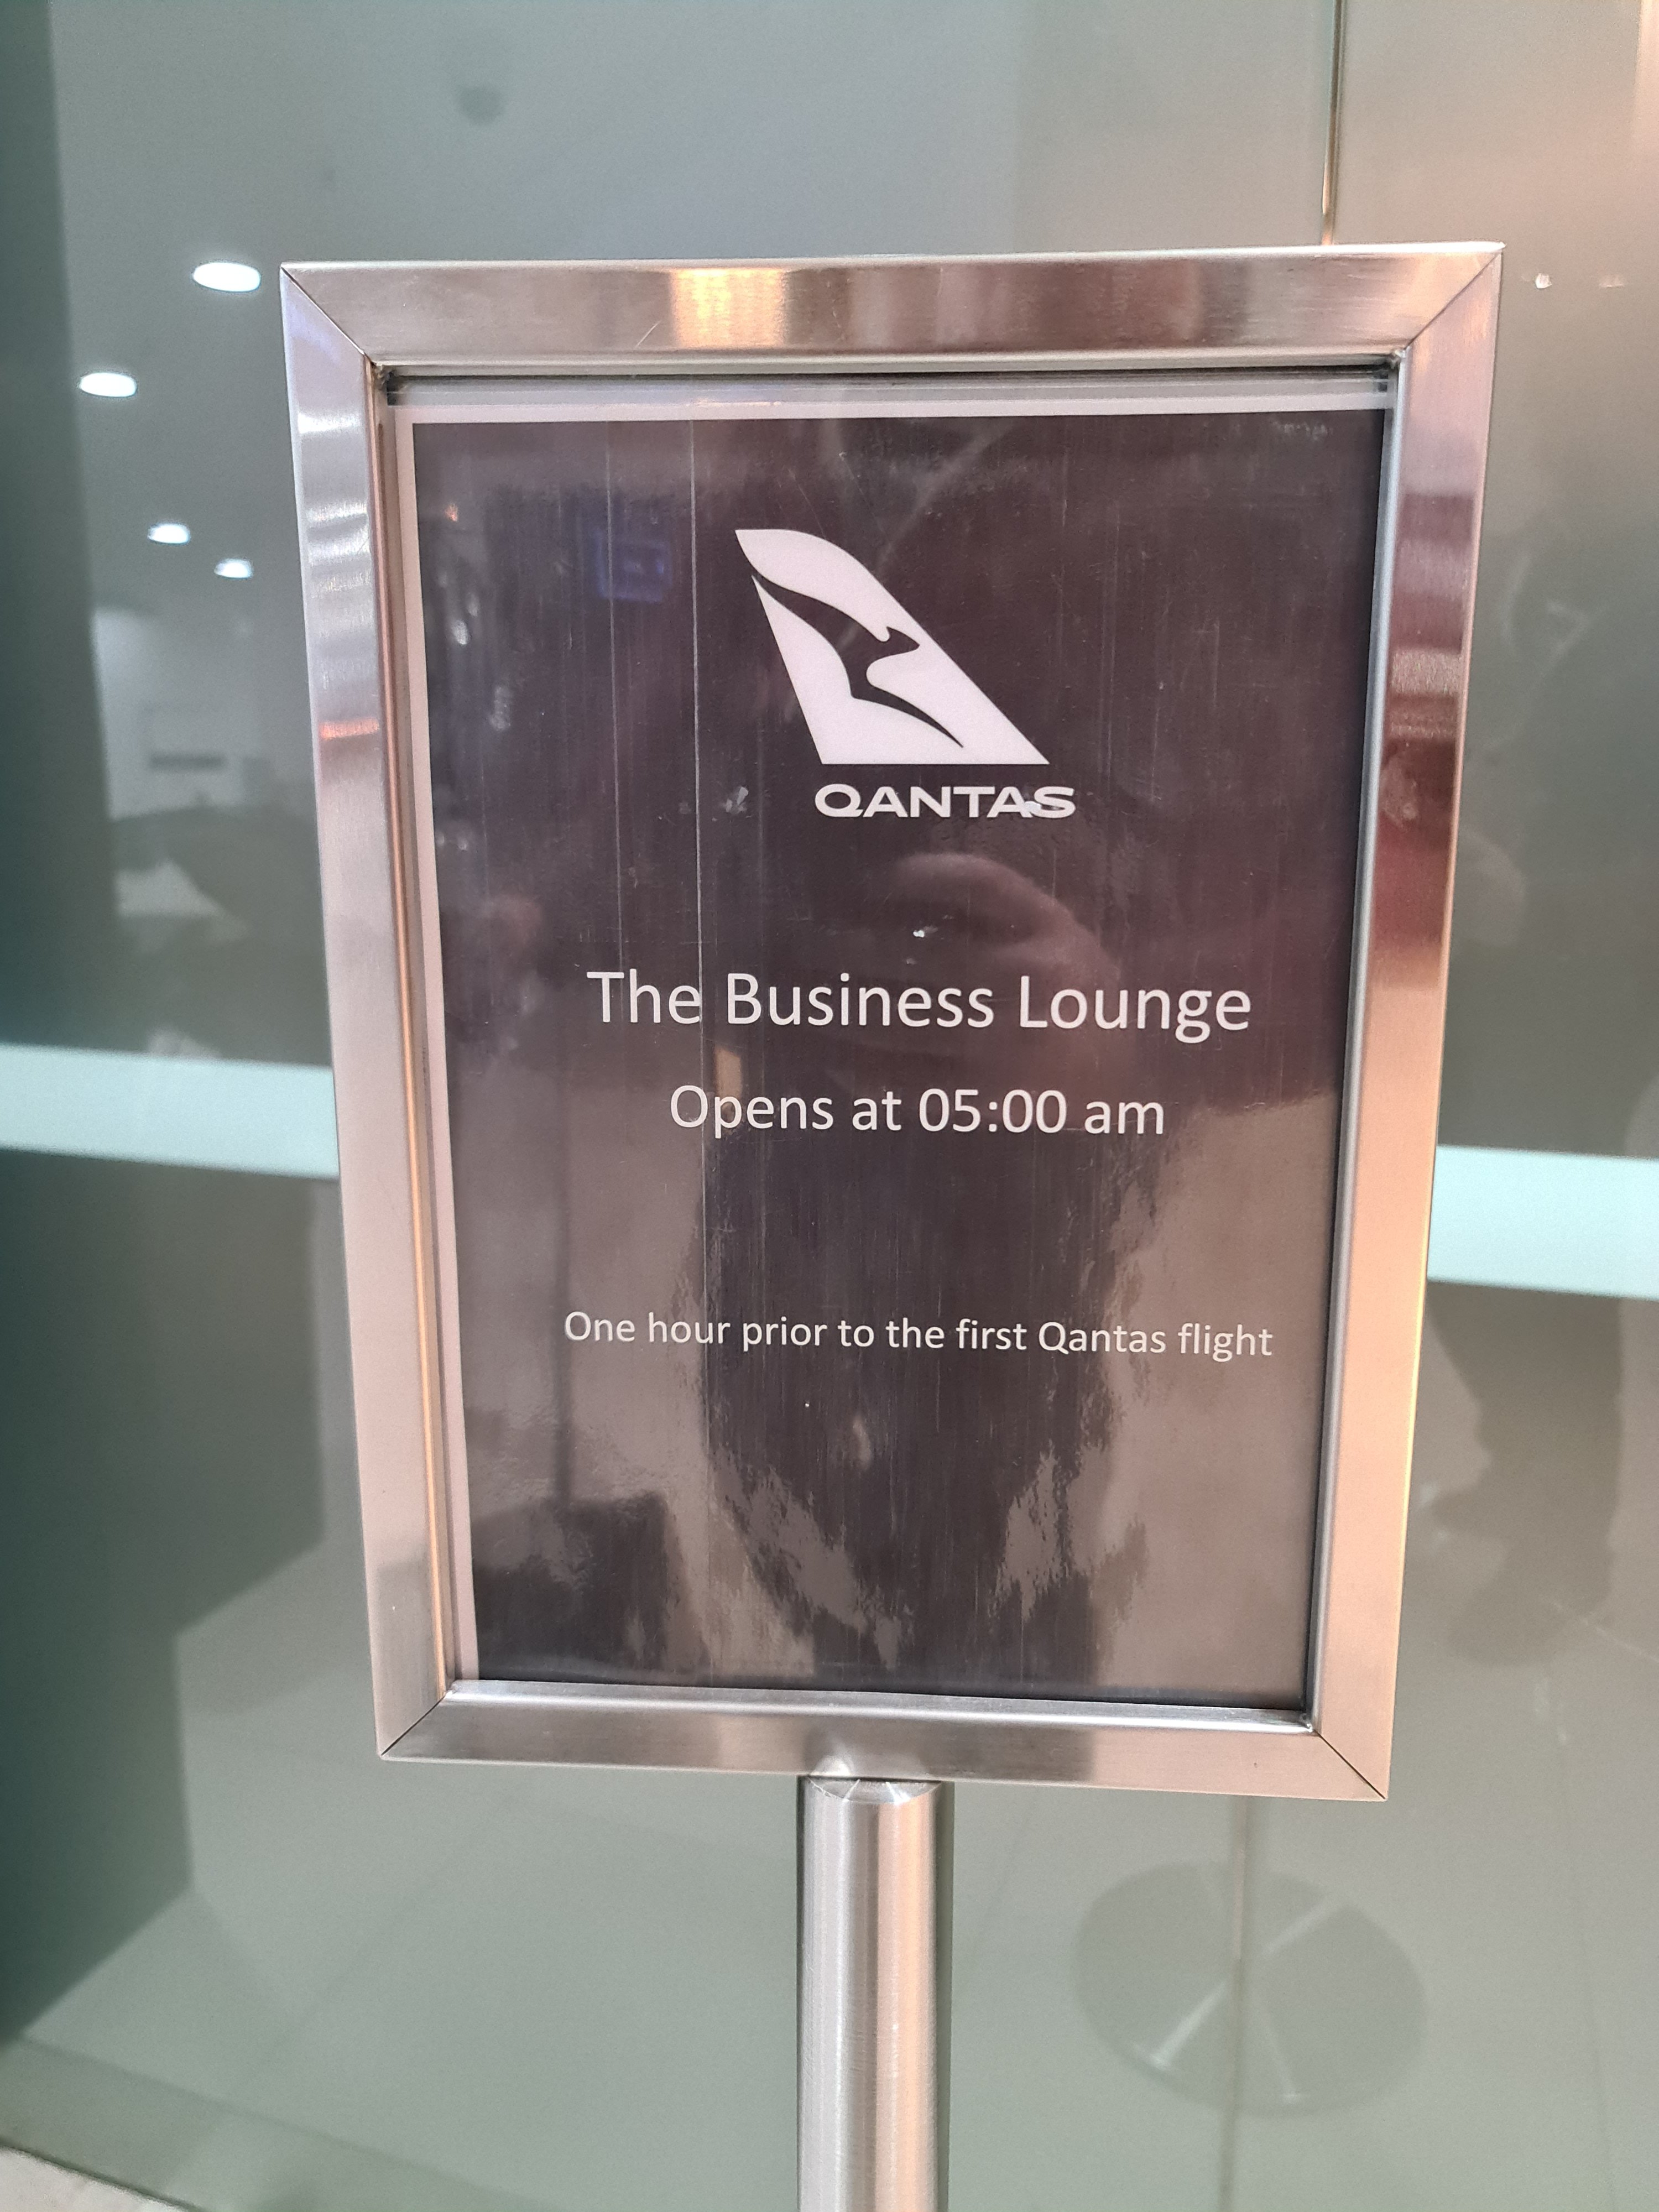 QANTAS
The Business Lounge
Opens at 05:00 am
One hour prior to the first Qantas flight